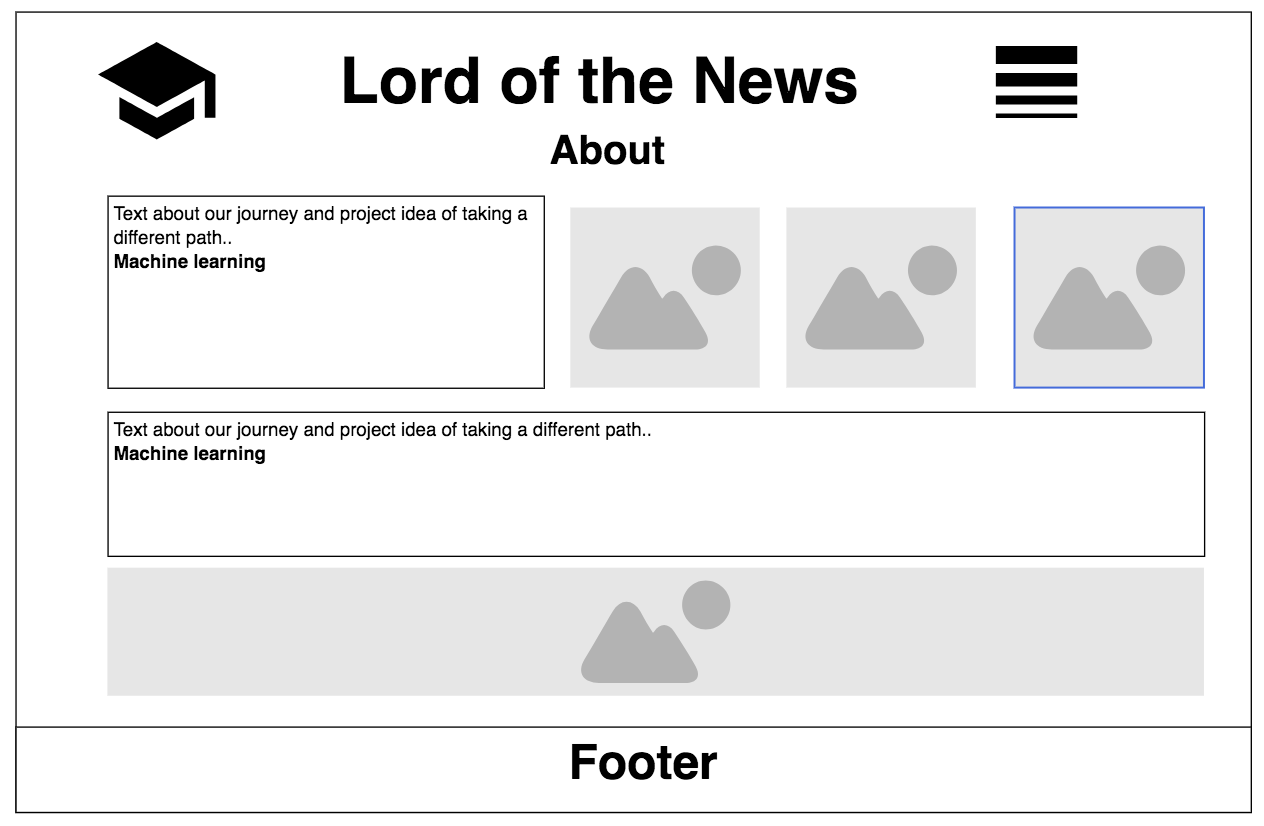 Lord of the News
About
Text about our journey and project idea of taking a
different path..
Machine learning
Text about our journey and project idea of taking a different path..
Machine learning
Footer